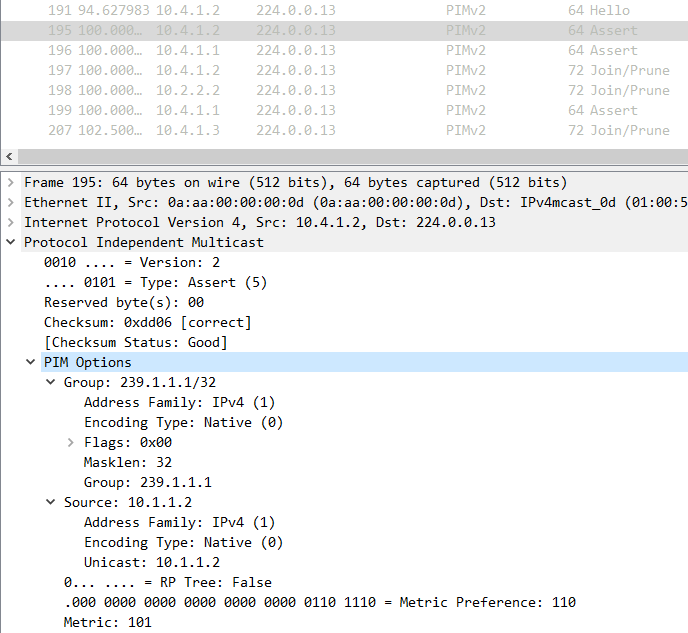 191 94.627983 10.4.1.2 224.0.0.13 PIMv2 64 Hello
195 100.000… 10.4.1.2 224.0.0.13 PIMv2 64 Assert
196 100.000… 10.4.1.1 224.0.0.13 PIMv2 64 Assert
197 100.000… 10.4.1.2 224.0.0.13 PIMv2 72 Join/Prune
198 100.000… 10.2.2.2 224.0.0.13 PIMv2 72 Join/Prune
199 100.000… 10.4.1.1 224.0.0.13 PIMv2 64 Assert
207 102.500… 10.4.1.3 224.0.0.13 PIMv2 72 Join/Prune
Frame 195: 64 bytes on wire (512 bits), 64 bytes captured (512 bits)
Ethernet II, Src: 0a:aa:00:00:00:0d (0a:aa:00:00:00:0d), Dst: IPv4mcast_0d (01:00:5
Internet Protocol Version 4, Src: 10.4.1.2, Dst: 224.0.0.13
Protocol Independent Multicast
0010 .... = Version: 2
.... 0101 = Type: Assert (5)
Reserved byte(s): 00
Checksum: 0xdd06 [correct]
[Checksum Status: Good]
PIM Options
Group: 239.1.1.1/32
Address Family: IPv4 (1)
Encoding Type: Native (0)
Flags: 0x00
Masklen: 32
Group: 239.1.1.1
Source: 10.1.1.2
Address Family: IPv4 (1)
Encoding Type: Native (0)
Unicast: 10.1.1.2
0... .... = RP Tree: False
.000 0000 0000 0000 0000 0000 0110 1110 = Metric Preference: 110
Metric: 101